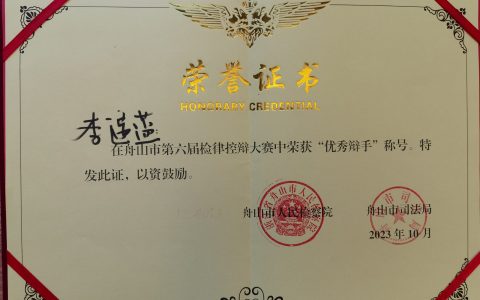 荣誉证书
HONORARY CREDENTIAL
李适蓝
在舟山市第六届检律控辩大赛中荣获“优秀辩手”称号。特
发此证，以资鼓励。
舟山市人民检察院 舟山市司法局
2023年10月